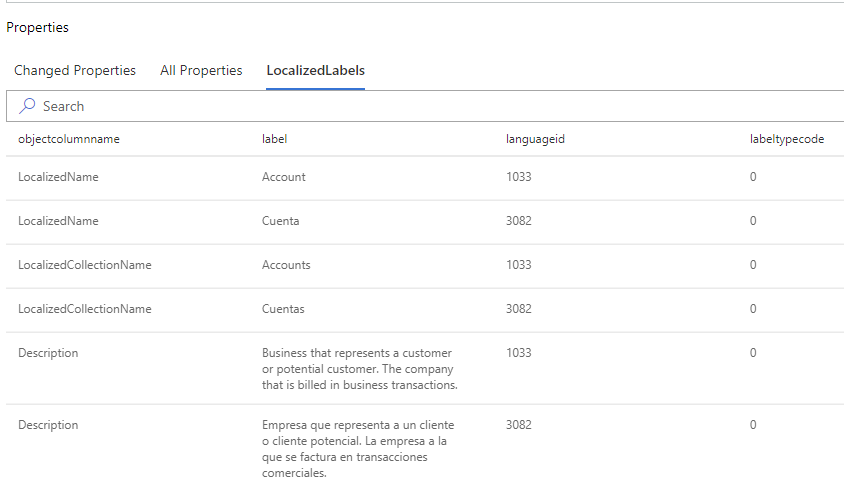 Properties
Changed Properties All Properties LocalizedLabels
Search
objectcolumnname label languageid labeltypecode
LocalizedName Account 1033 0
LocalizedName Cuenta 3082 0
LocalizedCollectionName Accounts 1033 0
LocalizedCollectionName Cuentas 3082 0
Description Business that represents a customer 1033 0
or potential customer. The company
that is billed in business transactions.
Description Empresa que representa a un cliente 3082 0
o cliente potencial. La empresa a la
que se factura en transacciones
comerciales.